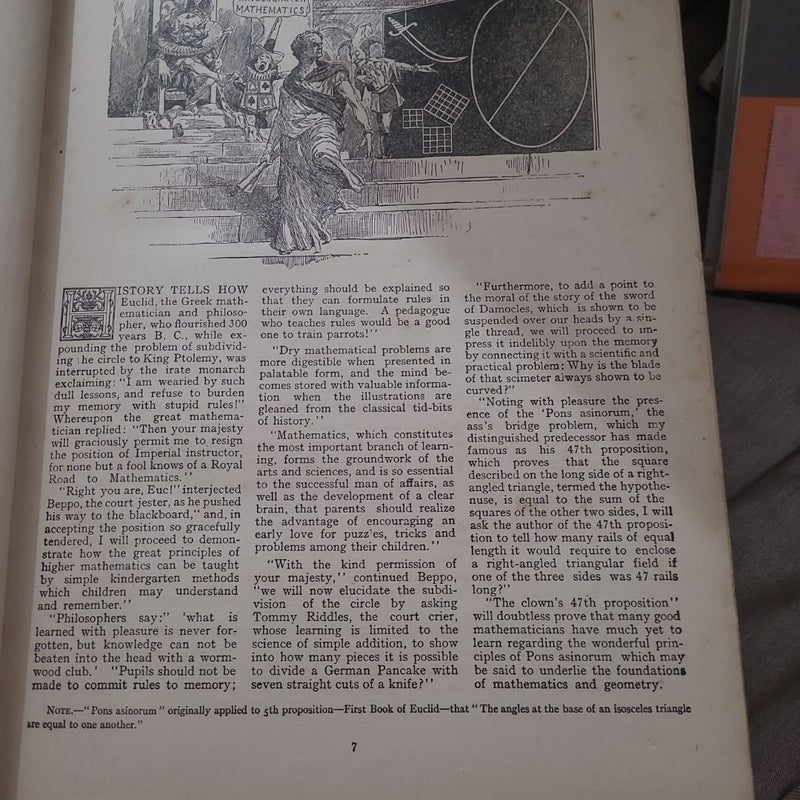 MATHEMATICS
ISTORY TELLS HOW
Euclid, the Greek math-
ematician and philoso-
pher, who flourished 300
years B. C., while ex-
pounding the problem of subdivid-
ing the circle to King Ptolemy, was
interrupted by the irate monarch
exclaiming: “I am wearied by such
dull lessons, and refuse to burden
my memory with stupid rules!”
Whereupon the great mathema-
tician replied: “Then your majesty
will graciously permit me to resign
the position of Imperial instructor,
for none but a fool knows of a Royal
Road to Mathematics.”
“Right you are, Euc!” interjected
Beppo, the court jester, as he pushed
his way to the blackboard,” and, in
accepting the position so gracefully
tendered, I will proceed to demon-
strate how the great principles of
higher mathematics can be taught
by simple kindergarten methods
which children may understand
and remember.”
“Philosophers say:” ‘what is
learned with pleasure is never for-
gotten, but knowledge can not be
beaten into the head with a worm-
wood club.’ “Pupils should not be
made to commit rules to memory;
everything should be explained so
that they can formulate rules in
their own language. A pedagogue
who teaches rules would be a good
one to train parrots!”
“Dry mathematical problems are
more digestible when presented in
palatable form, and the mind be-
comes stored with valuable informa-
tion when the illustrations are
gleaned from the classical tid-bits
of history.”
“Mathematics, which constitutes
the most important branch of learn-
ing, forms the groundwork of the
arts and sciences, and is so essential
to the successful man of affairs, as
well as the development of a clear
brain, that parents should realize
the advantage of encouraging an
early love for puzzles, tricks and
problems among their children.”
“With the kind permission of
your majesty,” continued Beppo,
“we will now elucidate the subdi-
vision of the circle by asking
Tommy Riddles, the court crier,
whose learning is limited to the
science of simple addition, to show
into how many pieces it is possible
to divide a German Pancake with
seven straight cuts of a knife?”
“Furthermore, to add a point to
the moral of the story of the sword
of Damocles, which is shown to be
suspended over our heads by a sin-
gle thread, we will proceed to im-
press it indelibly upon the memory
by connecting it with a scientific and
practical problem: Why is the blade
of that scimeter always shown to be
curved?”
“Noting with pleasure the pres-
ence of the ‘Pons asinorum,’ the
ass’s bridge problem, which my
distinguished predecessor has made
famous as his 47th proposition,
which proves that the square
described on the long side of a right-
angled triangle, termed the hypothe-
nuse, is equal to the sum of the
squares of the other two sides, I will
ask the author of the 47th proposi-
tion to tell how many rails of equal
length it would require to enclose
a right-angled triangular field if
one of the three sides was 47 rails
long?”
“The clown’s 47th proposition”
will doubtless prove that many good
mathematicians have much yet to
learn regarding the wonderful prin-
ciples of Pons asinorum which may
be said to underlie the foundations
of mathematics and geometry.
NOTE.—“Pons asinorum” originally applied to 5th proposition—First Book of Euclid—that “The angles at the base of an isosceles triangle
are equal to one another.”
7